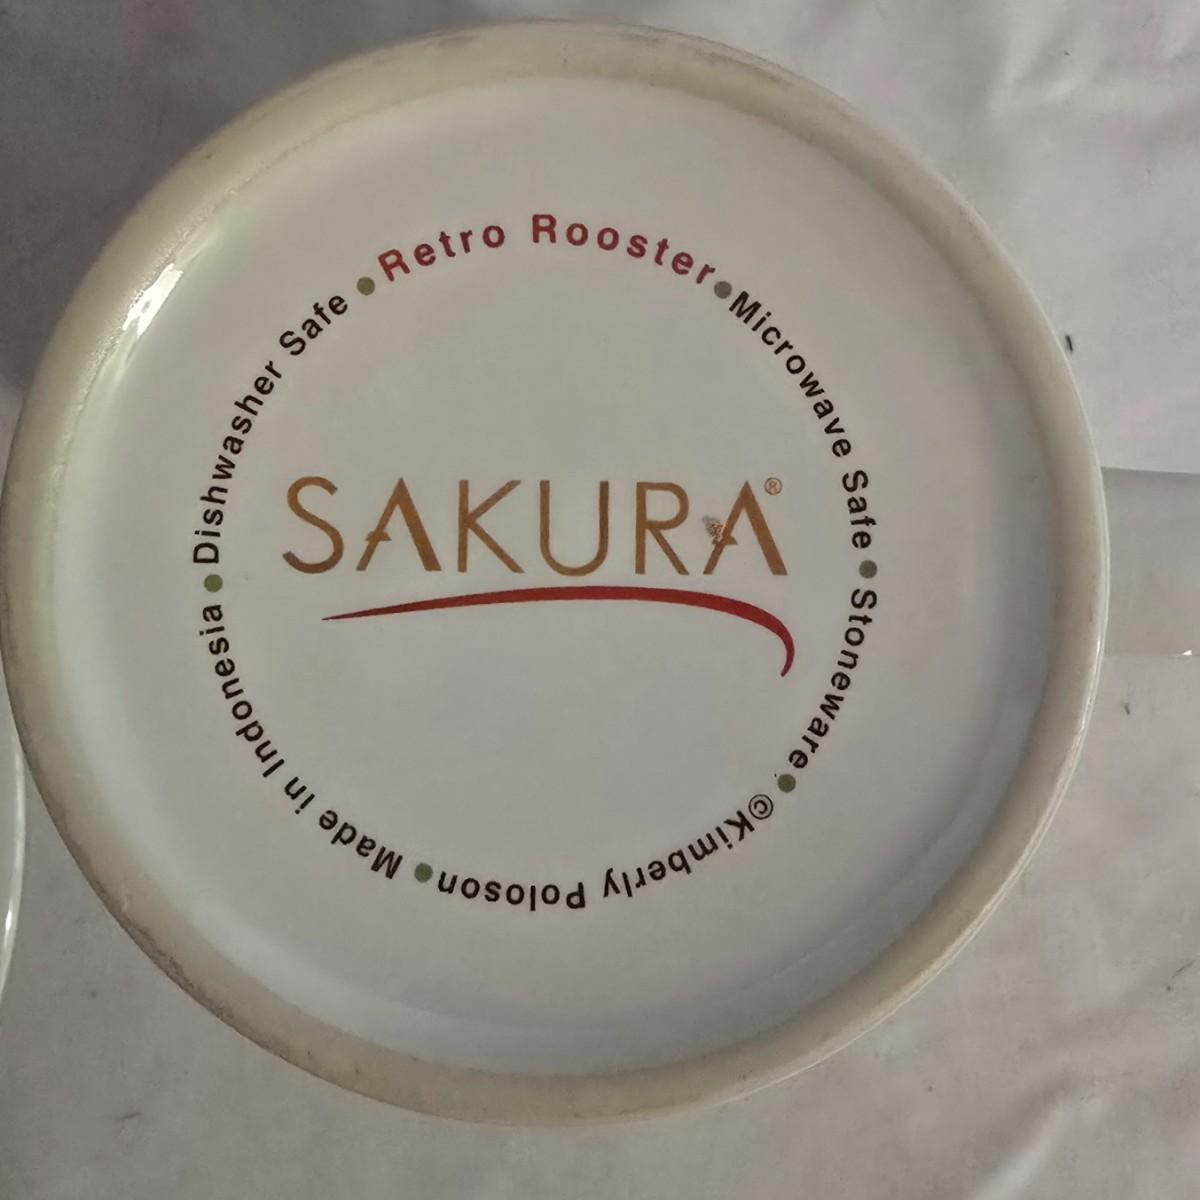 Retro Rooster • Microwave Safe • Stoneware • ©Kimberly Poloson • Made in Indonesia • Dishwasher Safe •
SAKURA®